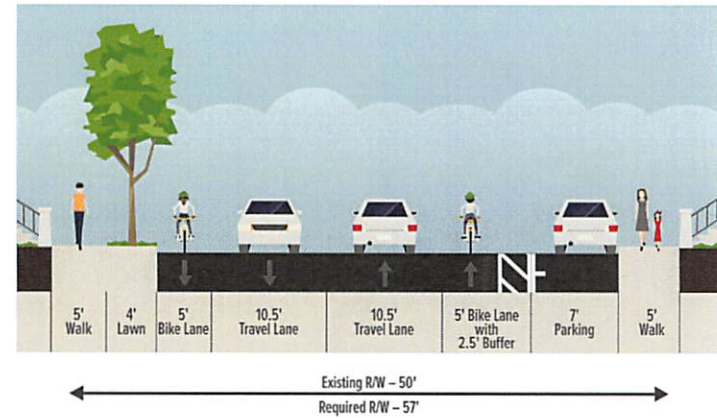 5'
Walk
4'
Lawn
5'
Bike Lane
10.5'
Travel Lane
10.5'
Travel Lane
5' Bike Lane
with
2.5' Buffer
7'
Parking
5'
Walk
Existing R/W – 50'
Required R/W – 57'